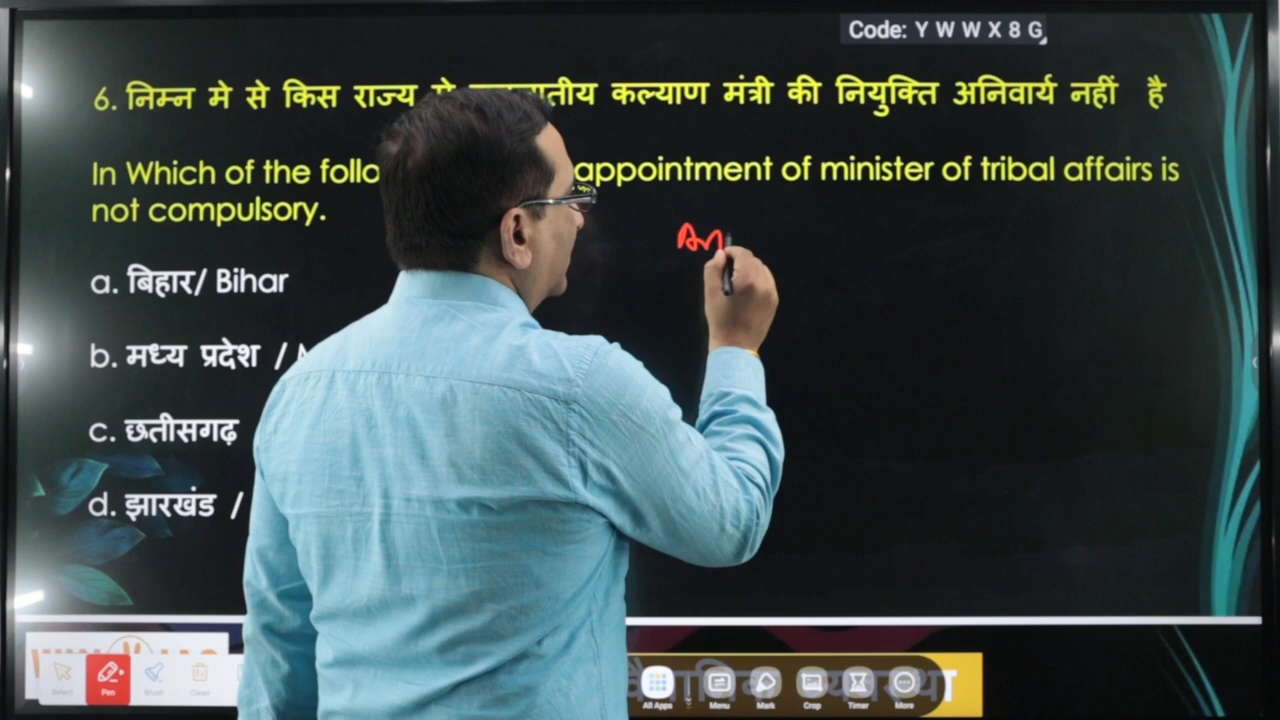 Code: Y W W X 8 G
6. निम्न मे से किस राज्य कल्याण मंत्री की नियुक्ति अनिवार्य नहीं है
In Which of the appointment of minister of tribal affairs is
not compulsory.
a. बिहार/ Bihar
b. मध्य प्रदेश /
c. छतीसगढ़
d. झारखंड /
Select Pen Brush Clean All Apps Menu Mark Crop Timer More